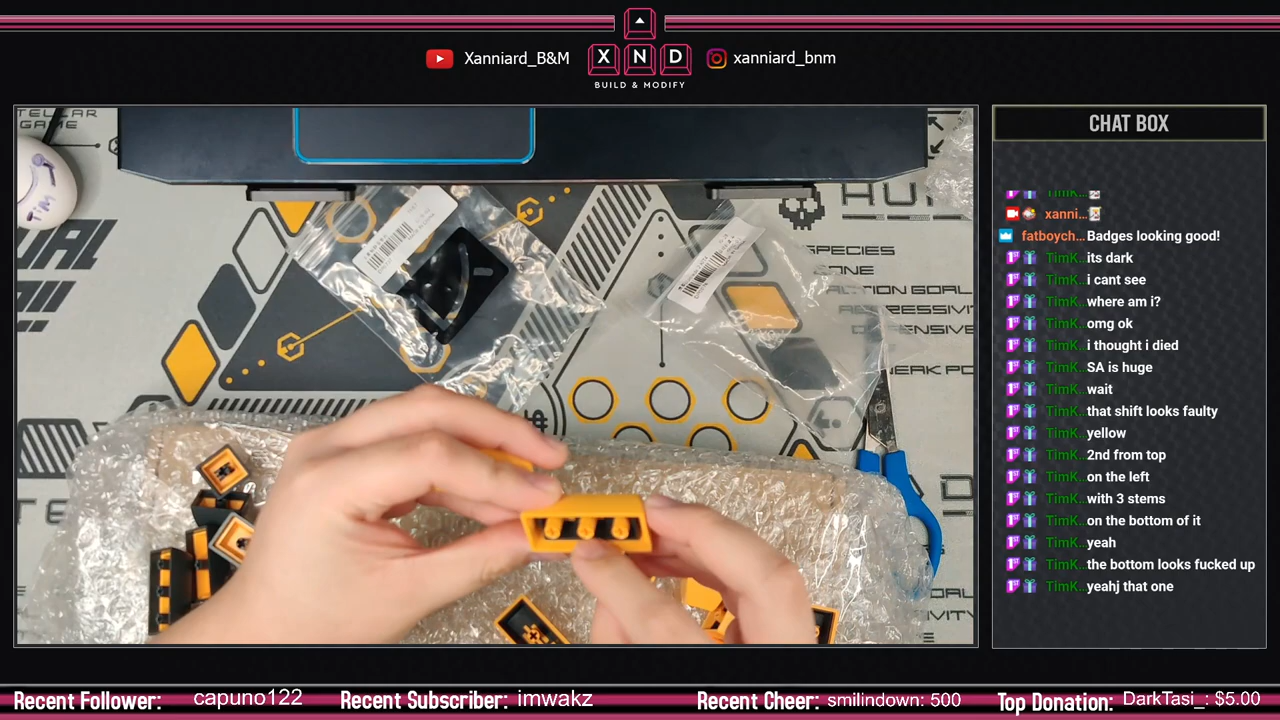 Xanniard_B&M
X N D
BUILD & MODIFY
xanniard_bnm
CHAT BOX
TimK..
xanni...
fatboych... Badges looking good!
TimK.. its dark
TimK.. i cant see
TimK.. where am i?
TimK.. omg ok
TimK.. i thought i died
TimK.. SA is huge
TimK.. wait
TimK.. that shift looks faulty
TimK.. yellow
TimK.. 2nd from top
TimK.. on the left
TimK.. with 3 stems
TimK.. on the bottom of it
TimK.. yeah
TimK.. the bottom looks fucked up
TimK.. yeahj that one
GAME
TIM
SPECIES
ZONE
ACTION GOAL
Recent Follower: capuno122
Recent Subscriber: imwakz
Recent Cheer: smilindown: 500
Top Donation: DarkTasi_: $5.00